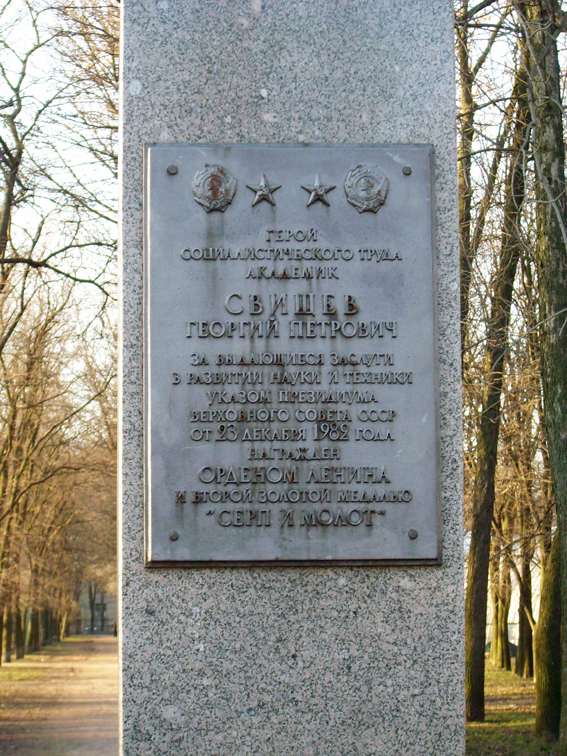 ГЕРОЙ
СОЦИАЛИСТИЧЕСКОГО ТРУДА
АКАДЕМИК
СВИЩЕВ
ГЕОРГИЙ ПЕТРОВИЧ
ЗА ВЫДАЮЩИЕСЯ ЗАСЛУГИ
В РАЗВИТИИ НАУКИ И ТЕХНИКИ
УКАЗОМ ПРЕЗИДИУМА
ВЕРХОВНОГО СОВЕТА СССР
ОТ 23 ДЕКАБРЯ 1982 ГОДА
НАГРАЖДЕН
ОРДЕНОМ ЛЕНИНА
И ВТОРОЙ ЗОЛОТОЙ МЕДАЛЬЮ
"СЕРП И МОЛОТ"